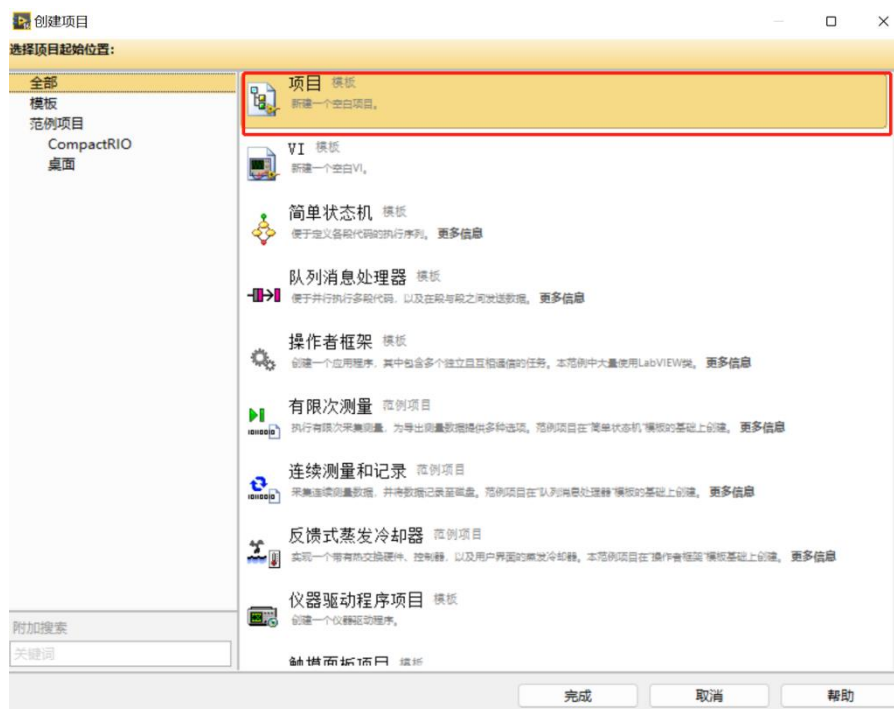 创建项目
选择项目起始位置：
全部
模板
范例项目
CompactRIO
桌面
项目 模板
新建一个空白项目。
VI 模板
新建一个空白VI。
简单状态机 模板
便于定义各段代码的执行序列。 更多信息
队列消息处理器 模板
便于并行执行多段代码，以及在段与段之间发送数据。 更多信息
操作者框架 模板
创建一个应用程序，其中包含多个独立且互相通信的任务。本范例中大量使用LabVIEW类。 更多信息
有限次测量 范例项目
执行有限次采集测量，为导出测量数据提供多种选项。范例项目在"简单状态机"模板的基础上创建。 更多信息
连续测量和记录 范例项目
采集连续测量数据，并将数据记录至磁盘。范例项目在"队列消息处理器"模板的基础上创建。 更多信息
反馈式蒸发冷却器 范例项目
实现一个带有热交换硬件、控制器，以及用户界面的蒸发冷却器。本范例项目在"操作者框架"模板基础上创建。 更多信息
仪器驱动程序项目 模板
创建一个仪器驱动程序。
触摸面板项目 模板
附加搜索
关键词
完成
取消
帮助